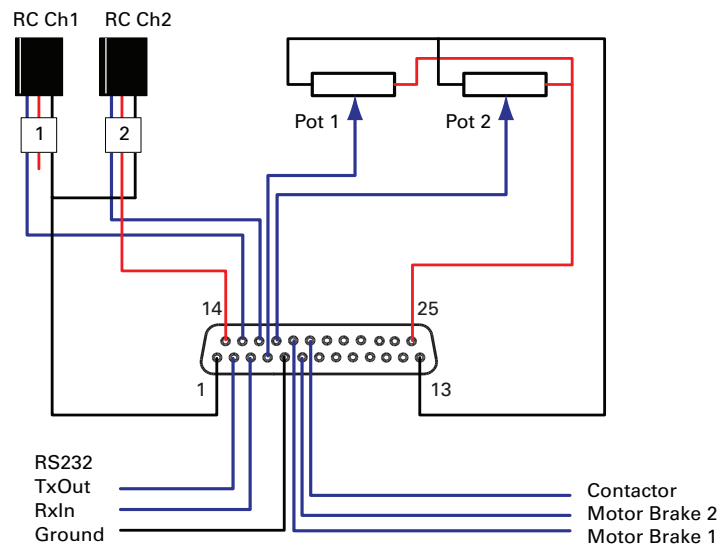 RC Ch1
RC Ch2
1
2
Pot 1
Pot 2
14
25
1
13
RS232
TxOut
RxIn
Ground
Contactor
Motor Brake 2
Motor Brake 1